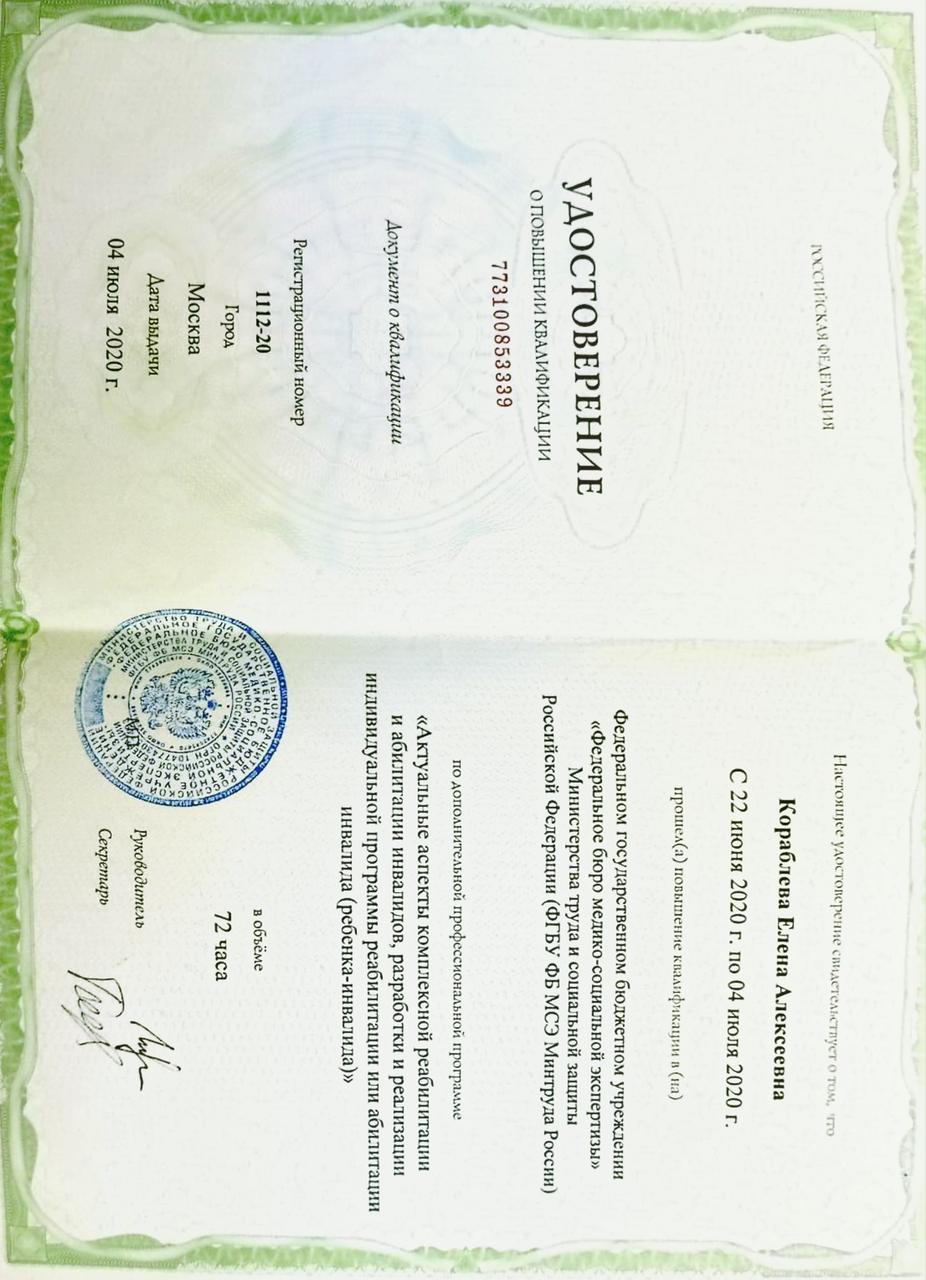 РОССИЙСКАЯ ФЕДЕРАЦИЯ
УДОСТОВЕРЕНИЕ
О ПОВЫШЕНИИ КВАЛИФИКАЦИИ
773100853339
Документ о квалификации
Регистрационный номер
1112-20
Город
Москва
Дата выдачи
04 июля 2020 г.
Настоящее удостоверение свидетельствует о том, что
Кораблева Елена Алексеевна
С 22 июня 2020 г. по 04 июля 2020 г.
прошел(а) повышение квалификации в (на)
Федеральном государственном бюджетном учреждении
«Федеральное бюро медико-социальной экспертизы»
Министерства труда и социальной защиты
Российской Федерации (ФГБУ ФБ МСЭ Минтруда России)
по дополнительной профессиональной программе
«Актуальные аспекты комплексной реабилитации
и абилитации инвалидов, разработки и реализации
индивидуальной программы реабилитации или абилитации
инвалида (ребенка-инвалида)»
в объёме
72 часа
М.П.
Руководитель
Секретарь